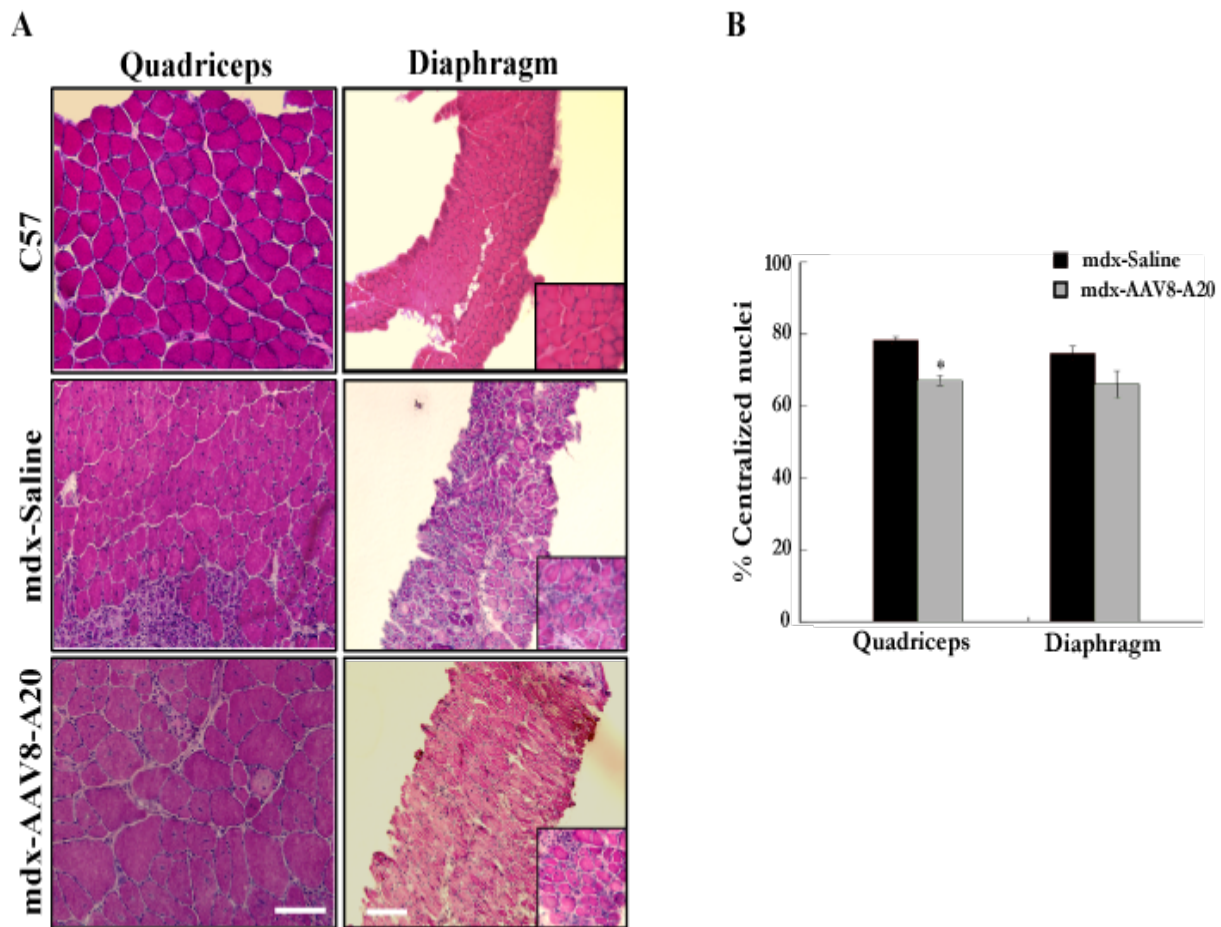 A
Quadriceps
Diaphragm
C57
mdx-Saline
mdx-AAV8-A20
B
mdx-Saline
mdx-AAV8-A20
% Centralized nuclei
100
80
60
40
20
0
*
Quadriceps
Diaphragm